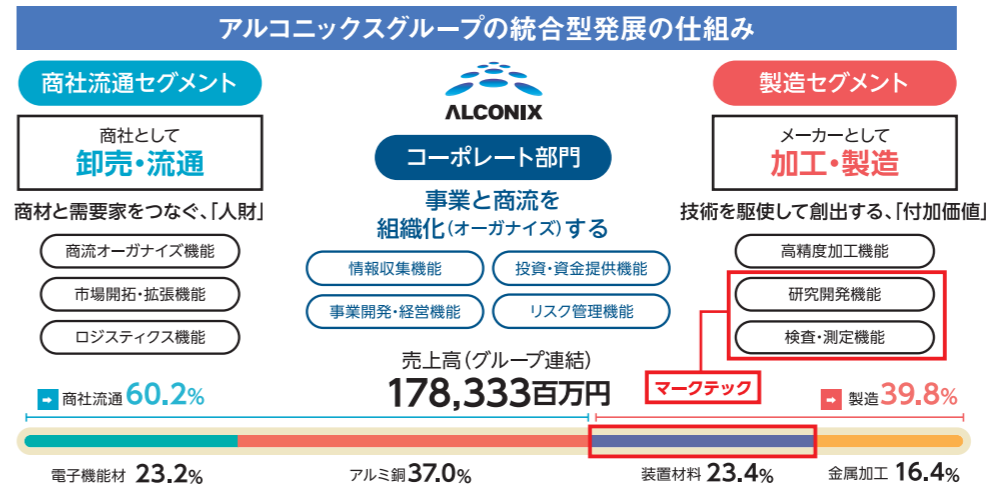 アルコニックスグループの統合型発展の仕組み
商社流通セグメント
商社として
卸売・流通
商材と需要家をつなぐ、「人財」
商流オーガナイズ機能
市場開拓・拡張機能
ロジスティクス機能
ALCONIX
コーポレート部門
事業と商流を
組織化(オーガナイズ)する
情報収集機能
投資・資金提供機能
事業開発・経営機能
リスク管理機能
製造セグメント
メーカーとして
加工・製造
技術を駆使して創出する、「付加価値」
高精度加工機能
研究開発機能
検査・測定機能
マークテック
売上高(グループ連結)
178,333百万円
商社流通60.2%
製造39.8%
電子機能材 23.2%
アルミ銅37.0%
装置材料 23.4%
金属加工 16.4%